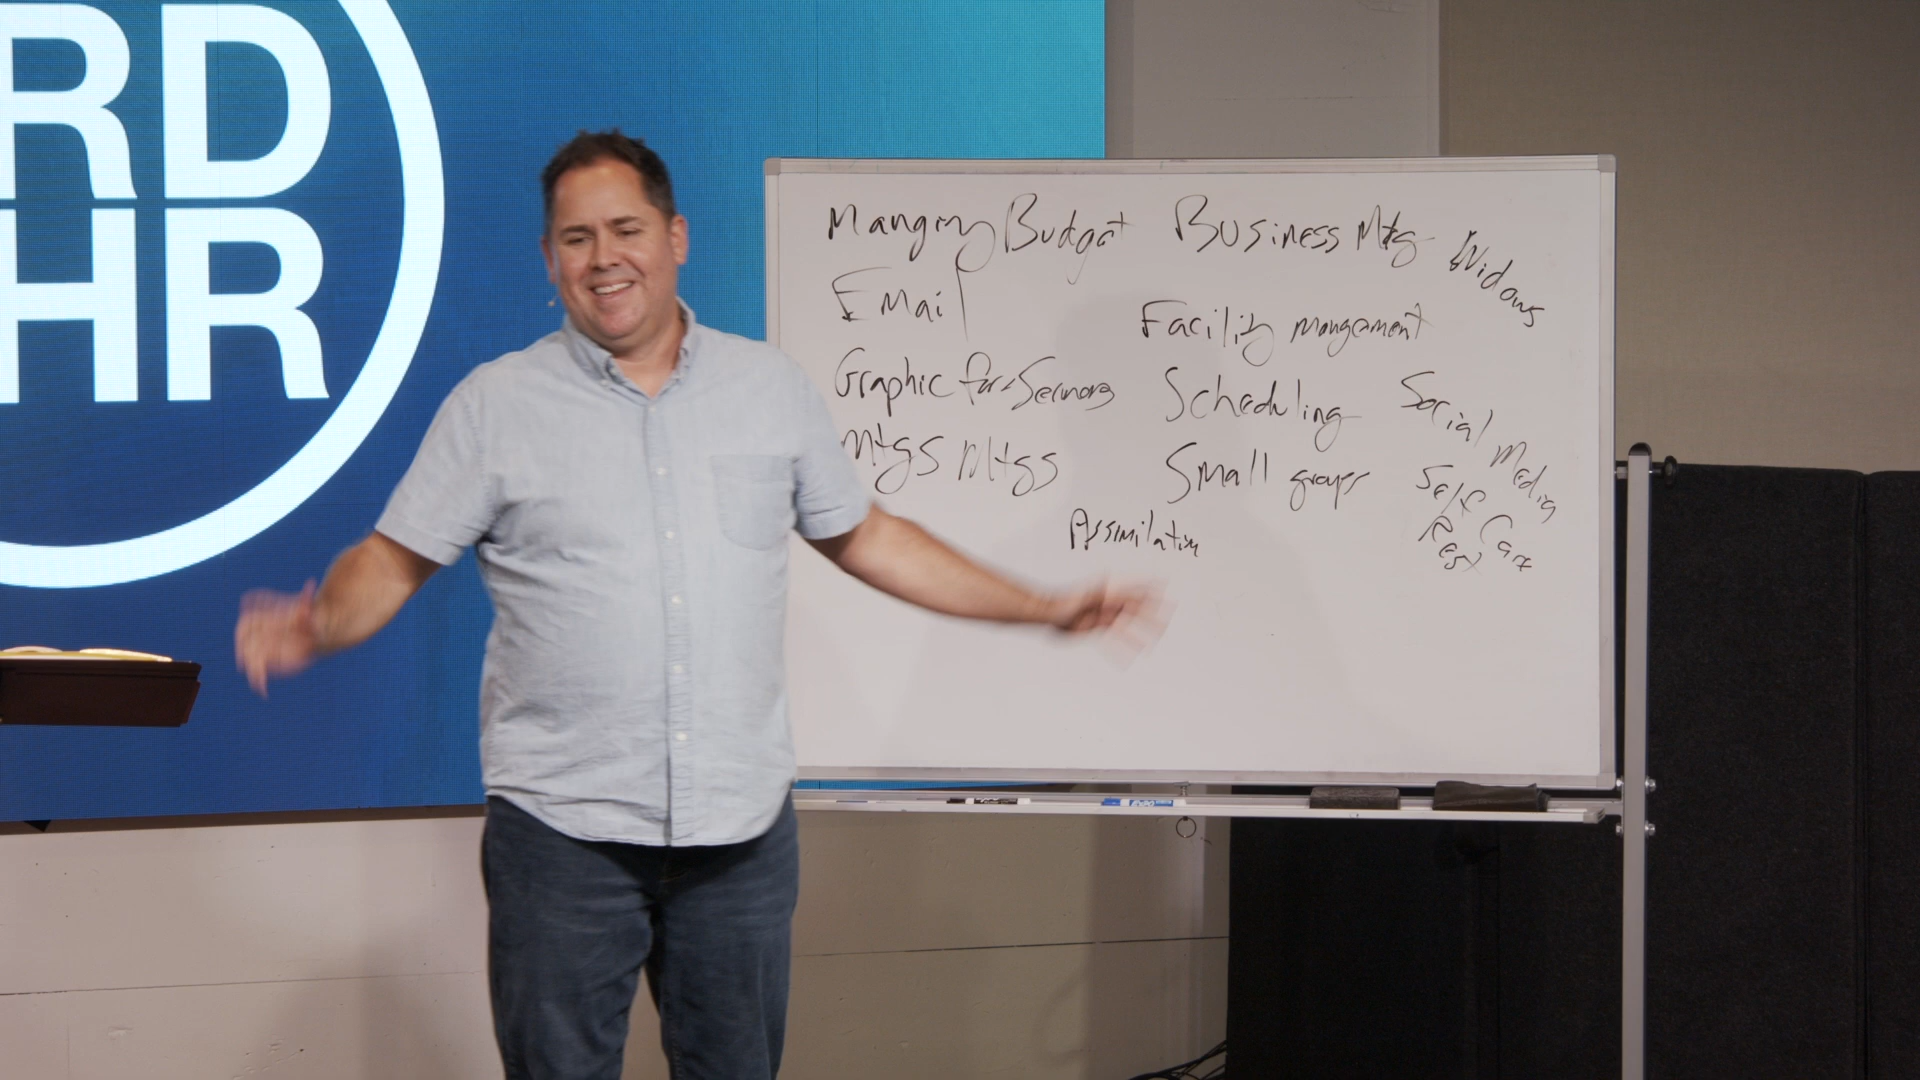 RD
HR
Manging Budget Business Mtg Widows
Email
Facility mangement
Graphic for Sermons Scheduling Social Media
Mtgs Mtgs Small groups Self Care
Assimilation Rest